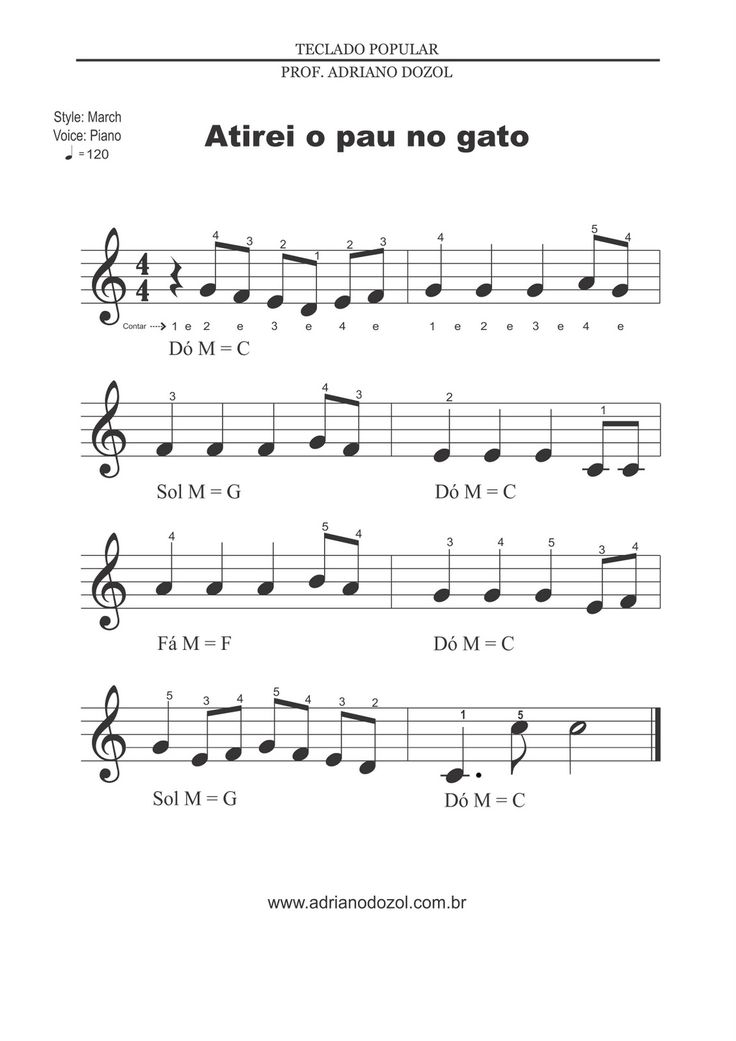 TECLADO POPULAR
PROF. ADRIANO DOZOL
Style: March
Voice: Piano
= 120
Atirei o pau no gato
4 3 2 1 2 3 4 5 4
4
4
Contar 1 e 2 e 3 e 4 e 1 e 2 e 3 e 4 e
Dó M = C
3 4 3 2 1
Sol M = G Dó M = C
4 5 4 3 4 5 3 4
Fá M = F Dó M = C
5 3 4 5 4 3 2 1 5
Sol M = G Dó M = C
www.adrianodozol.com.br